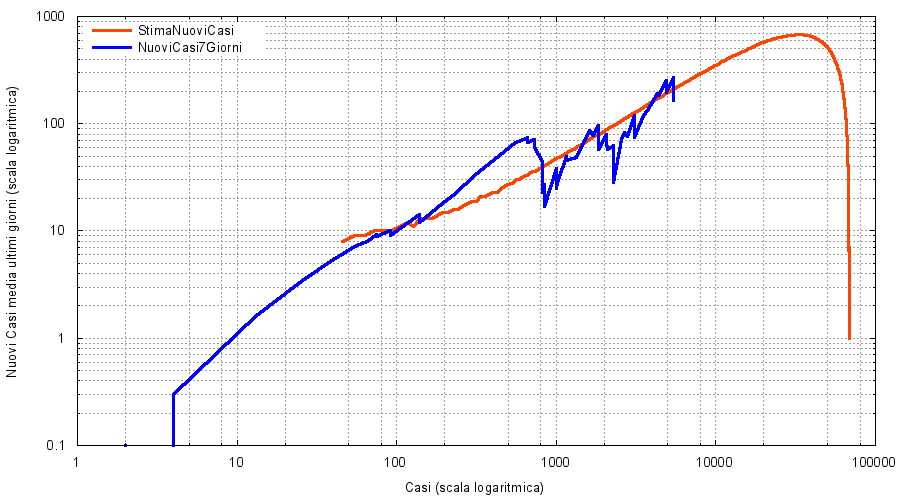 1000
StimaNuoviCasi
NuoviCasi7Giorni
100
10
1
0.1
Nuovi Casi media ultimi giorni (scala logaritmica)
1 10 100 1000 10000 100000
Casi (scala logaritmica)